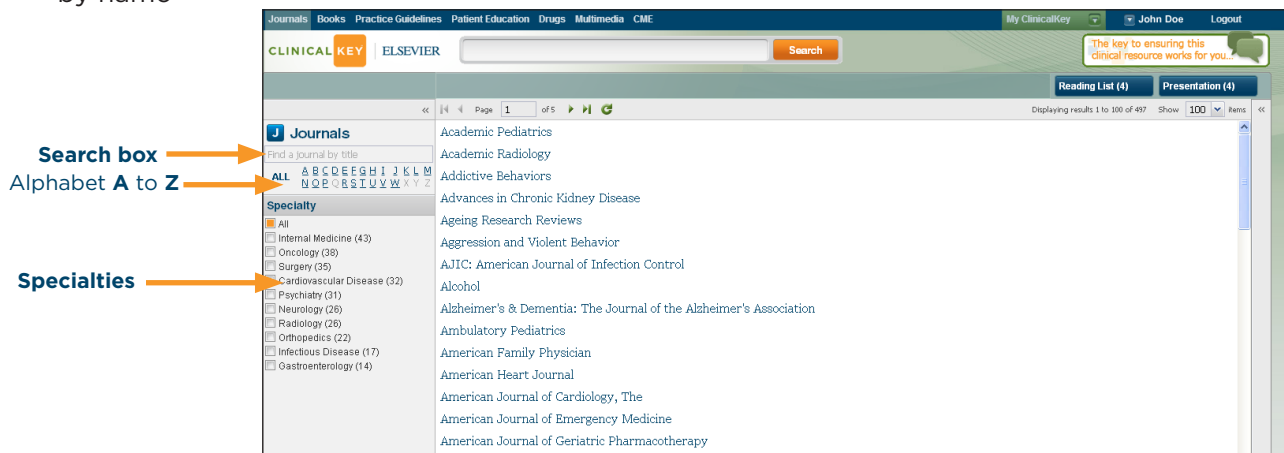 by name
Journals Books Practice Guidelines Patient Education Drugs Multimedia CME
My ClinicalKey John Doe Logout
CLINICAL KEY ELSEVIER
Search
The key to ensuring this
clinical resource works for you...
Reading List (4) Presentation (4)
« Page 1 of 5 Displaying results 1 to 100 of 497 Show 100 items «
J Journals
Find a journal by title
ALL A B C D E F G H I J K L M
N O P Q R S T U V W X Y Z
Search box
Alphabet A to Z
Specialty
All
Internal Medicine (43)
Oncology (38)
Surgery (35)
Cardiovascular Disease (32)
Psychiatry (31)
Neurology (26)
Radiology (26)
Orthopedics (22)
Infectious Disease (17)
Gastroenterology (14)
Specialties
Academic Pediatrics
Academic Radiology
Addictive Behaviors
Advances in Chronic Kidney Disease
Ageing Research Reviews
Aggression and Violent Behavior
AJIC: American Journal of Infection Control
Alcohol
Alzheimer's & Dementia: The Journal of the Alzheimer's Association
Ambulatory Pediatrics
American Family Physician
American Heart Journal
American Journal of Cardiology, The
American Journal of Emergency Medicine
American Journal of Geriatric Pharmacotherapy